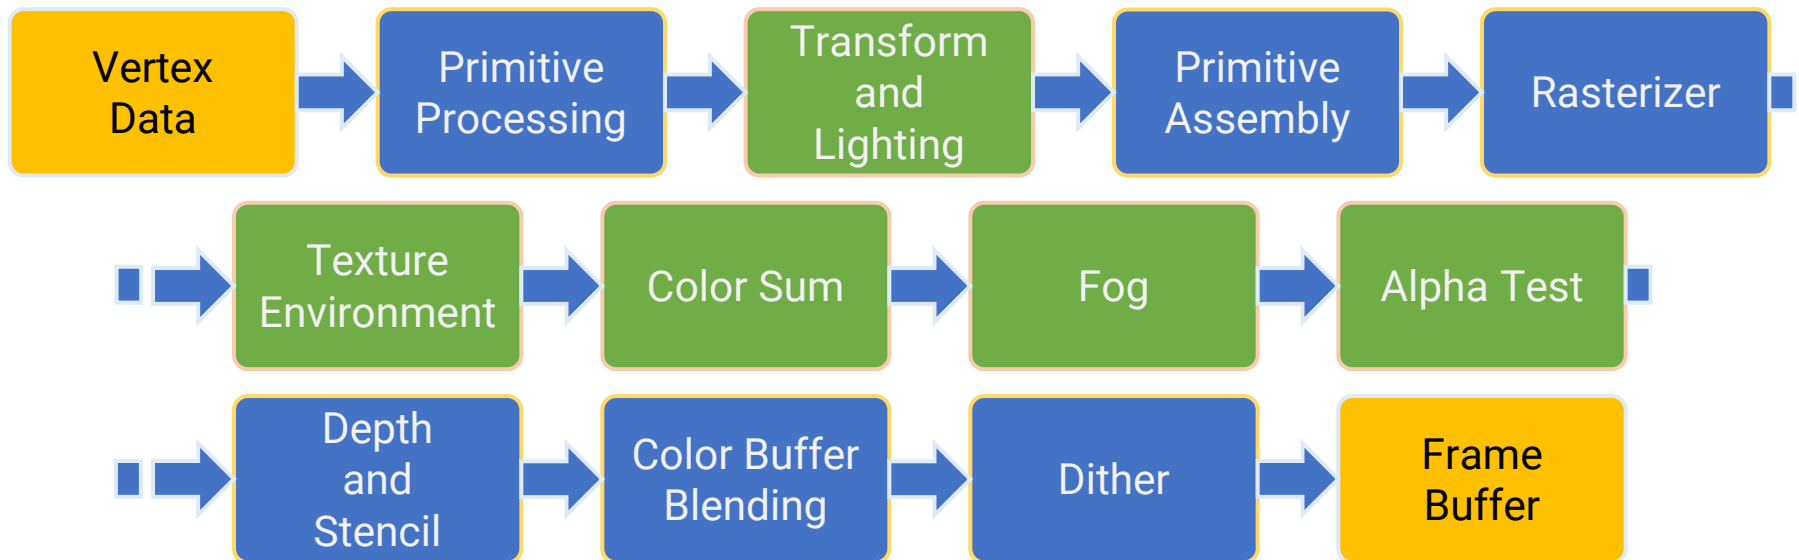 Vertex
Data
Primitive
Processing
Transform
and
Lighting
Primitive
Assembly
Rasterizer
Texture
Environment
Color Sum
Fog
Alpha Test
Depth
and
Stencil
Color Buffer
Blending
Dither
Frame
Buffer